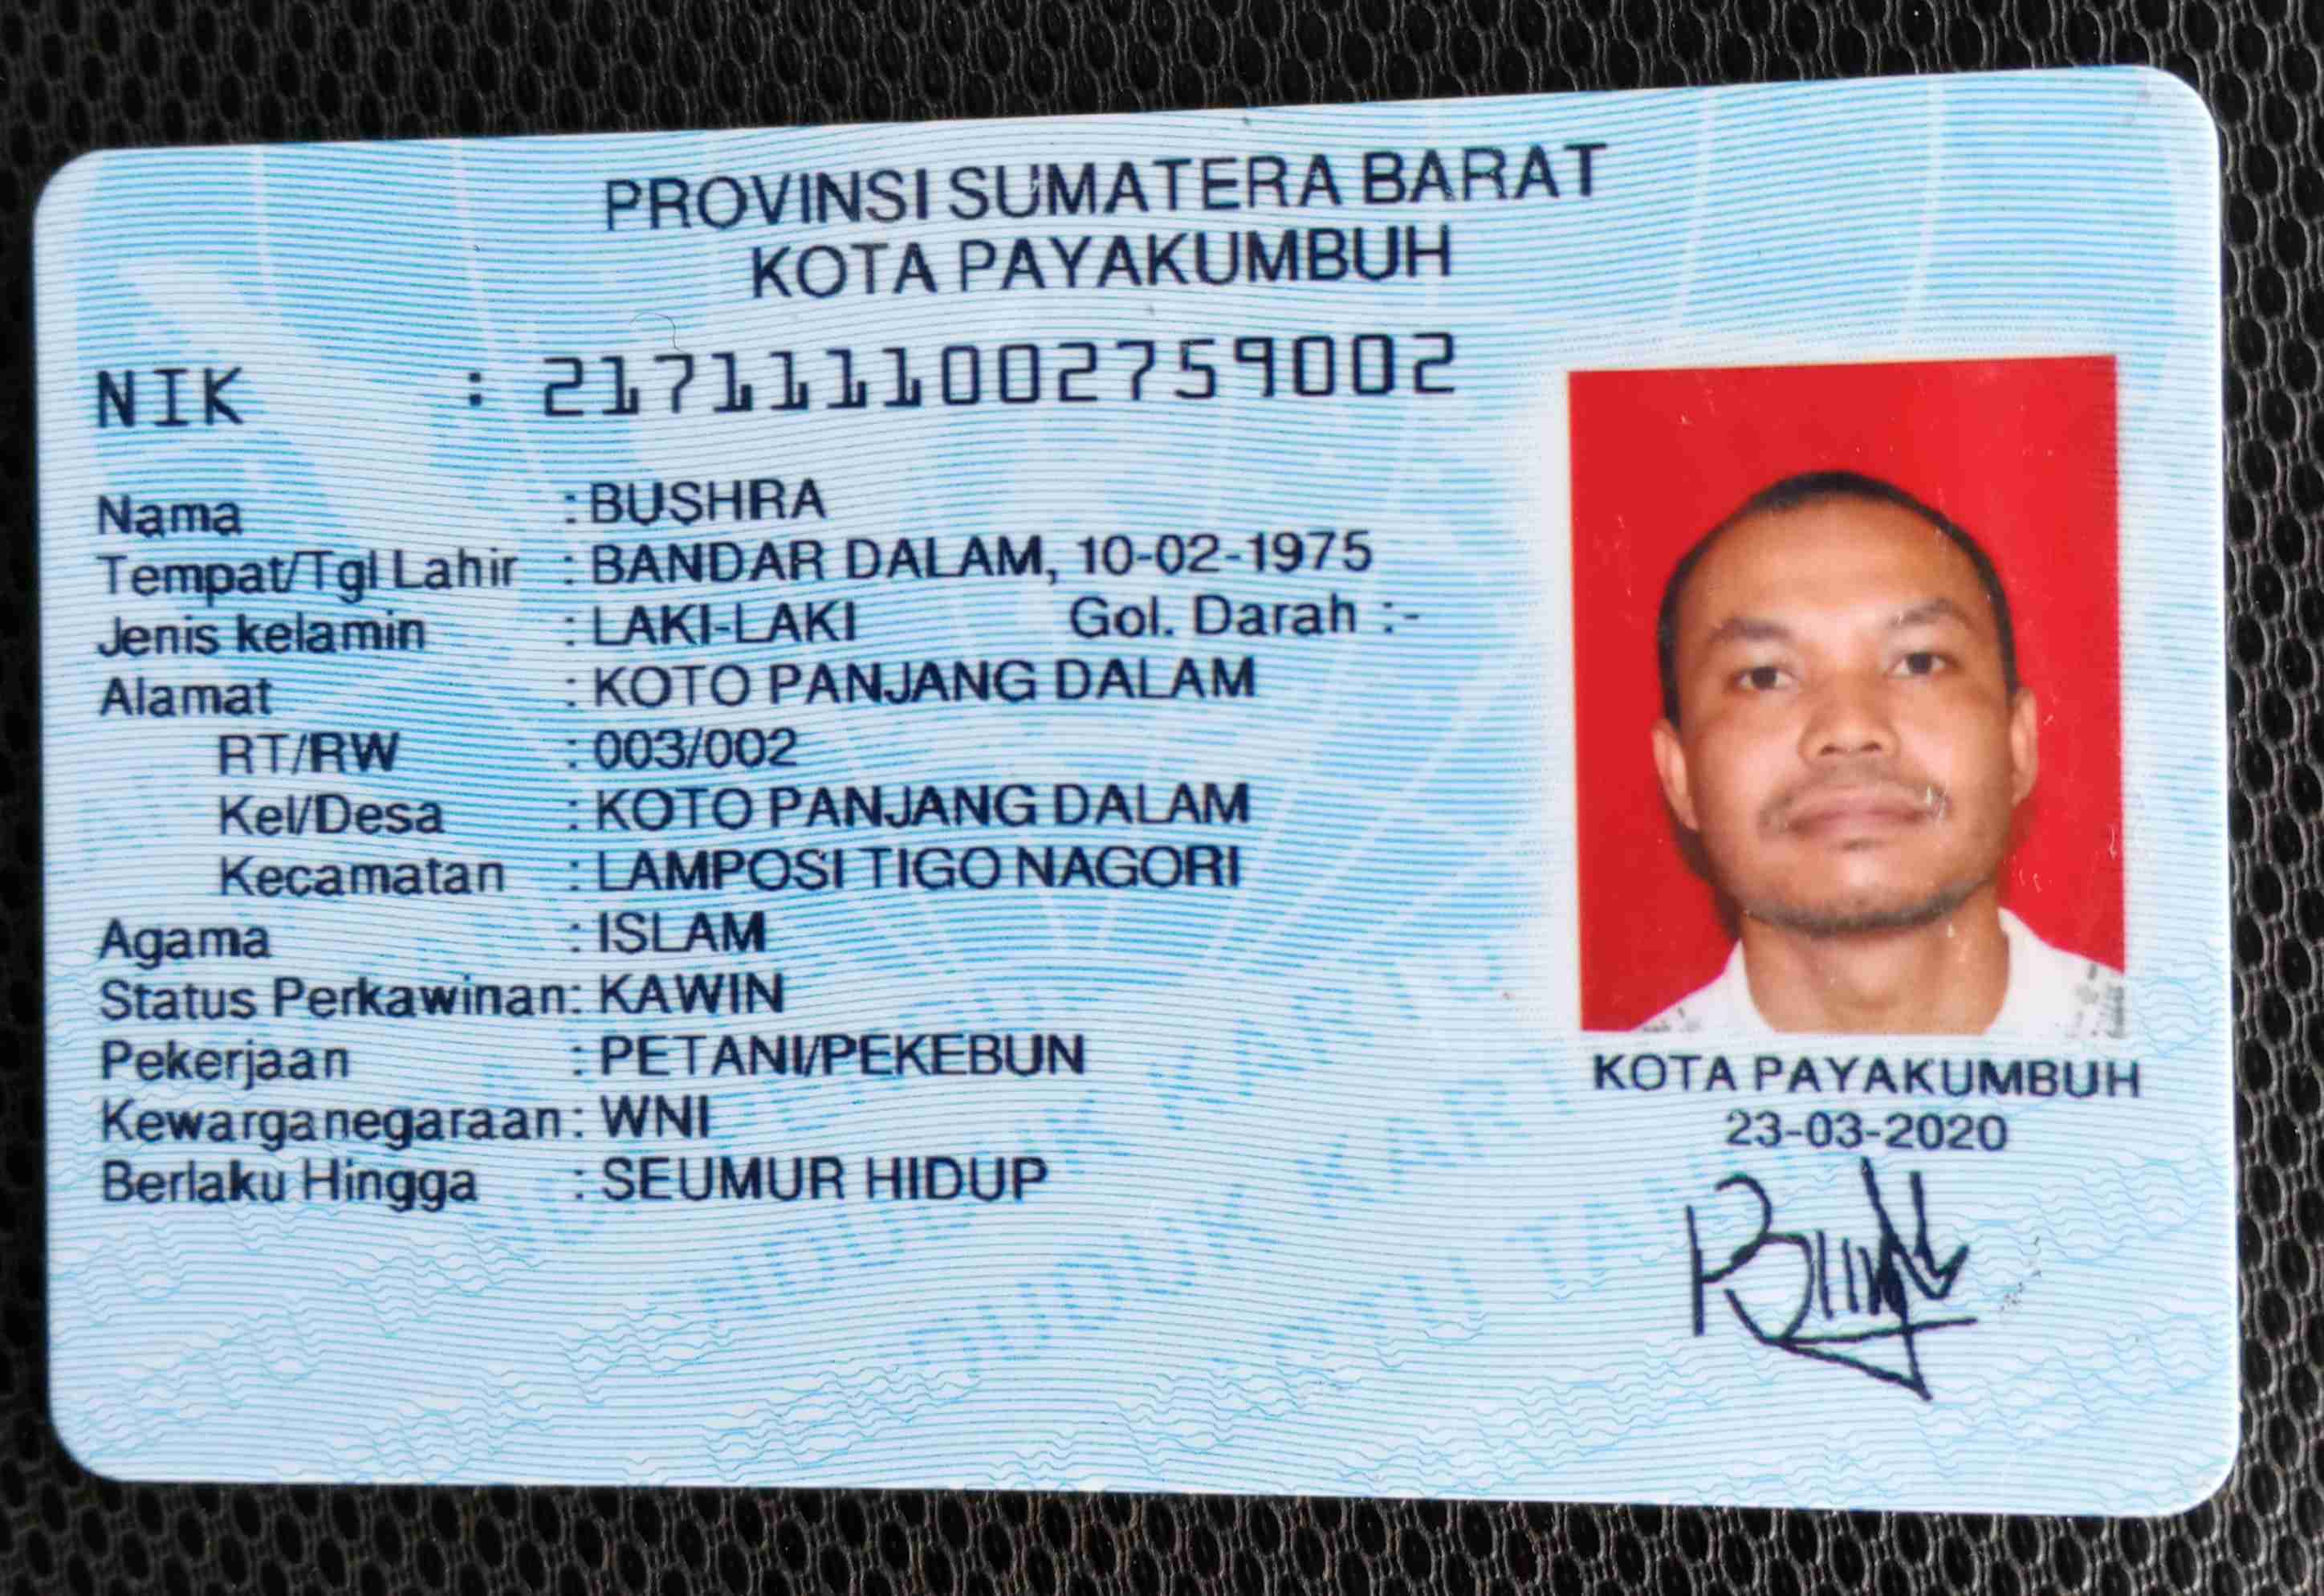 PROVINSI SUMATERA BARAT
KOTA PAYAKUMBUH
NIK : 2171111002759002
Nama : BUSHRA
Tempat/Tgl Lahir : BANDAR DALAM, 10-02-1975
Jenis kelamin : LAKI-LAKI Gol. Darah :-
Alamat : KOTO PANJANG DALAM
RT/RW : 003/002
Kel/Desa : KOTO PANJANG DALAM
Kecamatan : LAMPOSI TIGO NAGORI
Agama : ISLAM
Status Perkawinan: KAWIN
Pekerjaan : PETANI/PEKEBUN
Kewarganegaraan: WNI
Berlaku Hingga : SEUMUR HIDUP
KOTA PAYAKUMBUH
23-03-2020